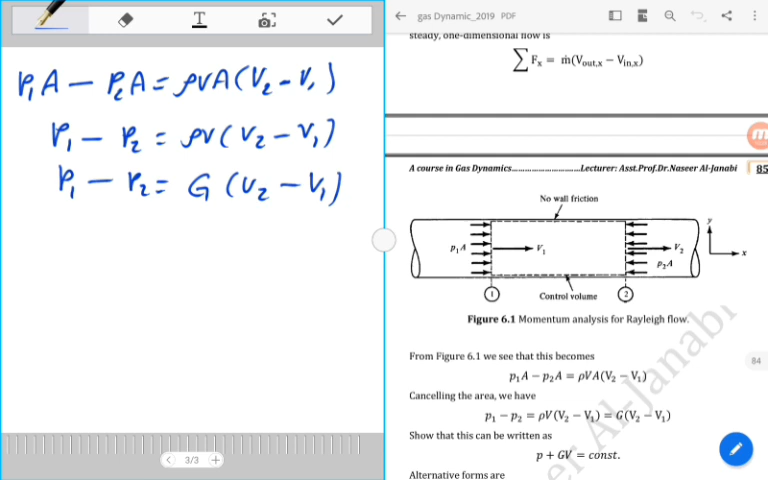 T
P₁A − P₂A = ρVA(V₂ − V₁)
P₁ − P₂ = ρV(V₂ − V₁)
P₁ − P₂ = G(V₂ − V₁)
3/3
gas Dynamic_2019 PDF
steady, one-dimensional flow is
∑ Fₓ = ṁ(Vout,x − Vin,x)
A course in Gas Dynamics……………………Lecturer: Asst.Prof.Dr.Naseer Al-Janabi
85
No wall friction
p₁A V₁ V₂ p₂A
y
x
1 Control volume 2
Figure 6.1 Momentum analysis for Rayleigh flow.
84
From Figure 6.1 we see that this becomes
p₁A − p₂A = ρVA(V₂ − V₁)
Cancelling the area, we have
p₁ − p₂ = ρV(V₂ − V₁) = G(V₂ − V₁)
Show that this can be written as
p + GV = const.
Alternative forms are
er Al-Janabi